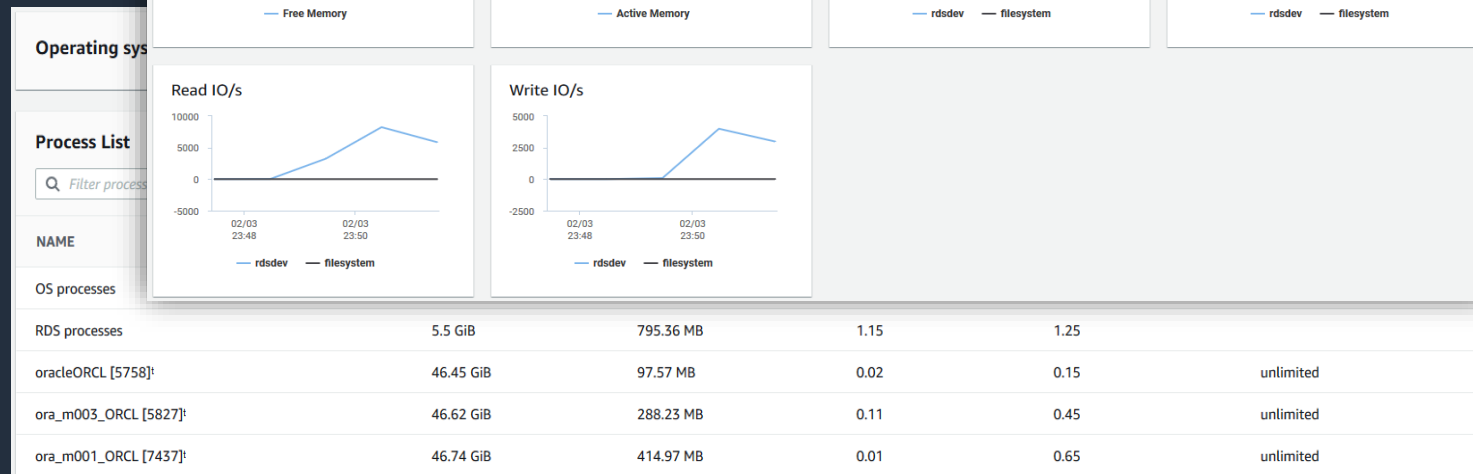 Free Memory
Active Memory
rdsdev filesystem
rdsdev filesystem
Operating sys
Read IO/s
10000
5000
0
-5000
02/03
23:48
02/03
23:50
rdsdev filesystem
Write IO/s
5000
2500
0
-2500
02/03
23:48
02/03
23:50
rdsdev filesystem
Process List
Filter process
NAME
OS processes
RDS processes 5.5 GiB 795.36 MB 1.15 1.25
oracleORCL [5758]ᵗ 46.45 GiB 97.57 MB 0.02 0.15 unlimited
ora_m003_ORCL [5827]ᵗ 46.62 GiB 288.23 MB 0.11 0.45 unlimited
ora_m001_ORCL [7437]ᵗ 46.74 GiB 414.97 MB 0.01 0.65 unlimited